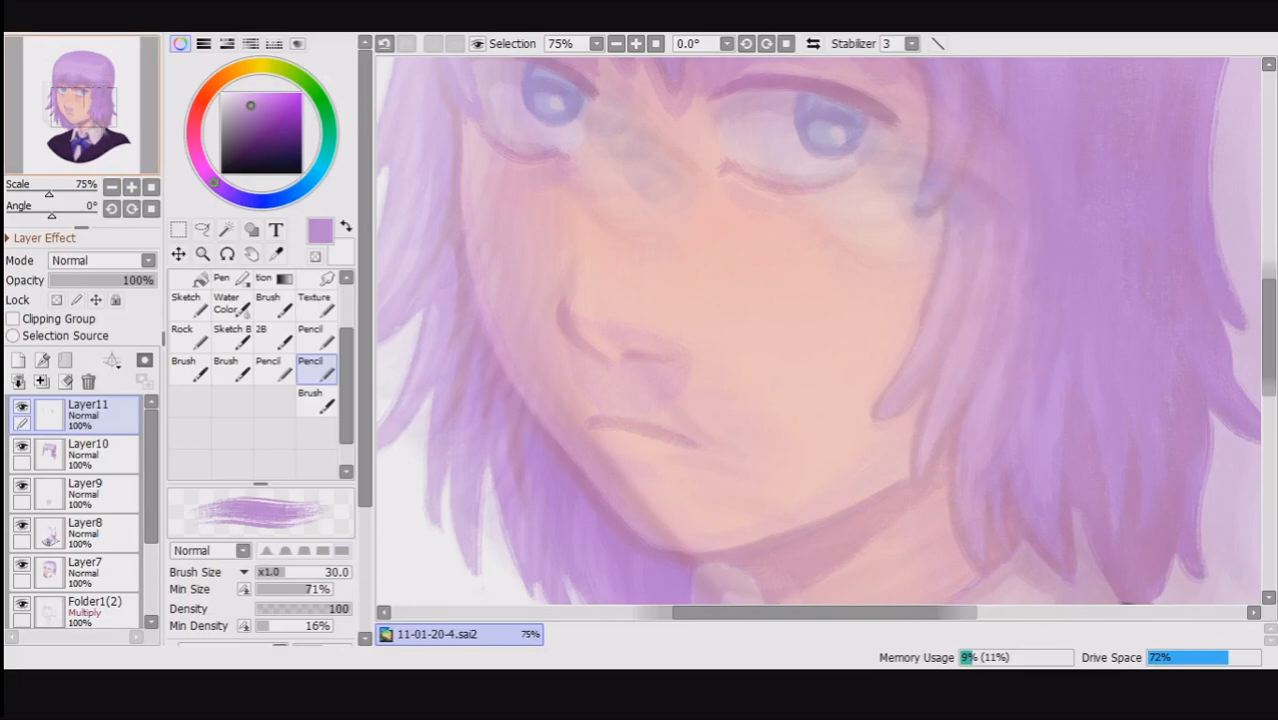 Selection 75% 0.0° Stabilizer 3
Scale 75%
Angle 0°
Layer Effect
Mode Normal
Opacity 100%
Lock
Clipping Group
Selection Source
Layer11
Normal
100%
Layer10
Normal
100%
Layer9
Normal
100%
Layer8
Normal
100%
Layer7
Normal
100%
Folder1(2)
Multiply
100%
T
Pen tion
Sketch Water Color Brush Texture
Rock Sketch B 2B Pencil
Brush Brush Pencil Pencil
Brush
Normal
Brush Size x1.0 30.0
Min Size 71%
Density 100
Min Density 16%
11-01-20-4.sai2 75%
Memory Usage 9% (11%) Drive Space 72%